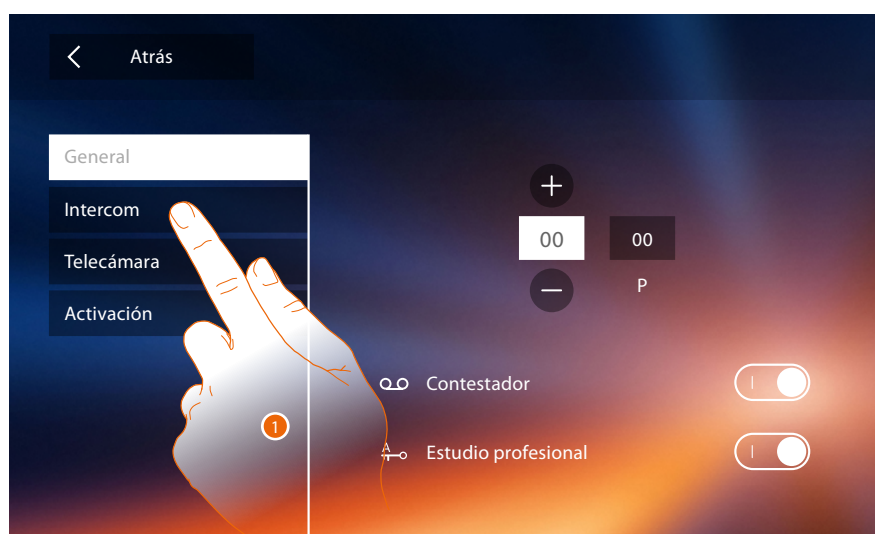 Atrás
General
Intercom
Telecámara
Activación
00 00
P
Contestador
A Estudio profesional
1